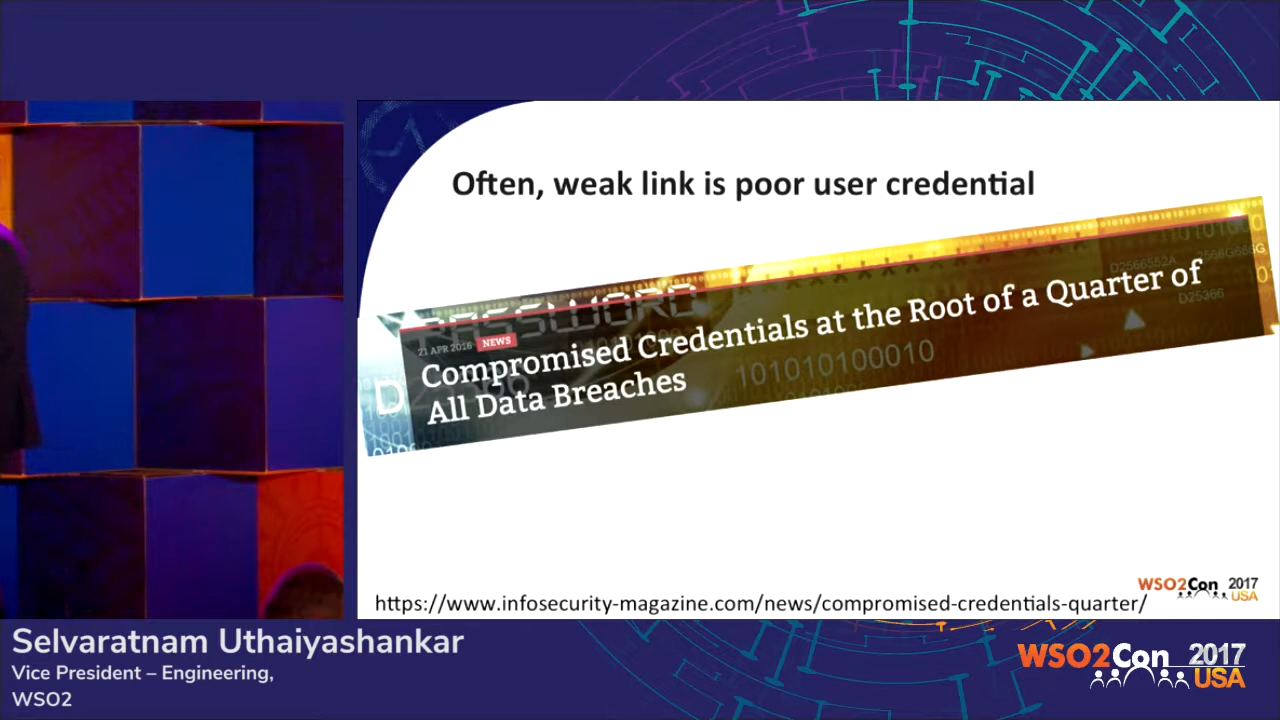 Often, weak link is poor user credential
PASSWORD
21 APR 2016 NEWS
Compromised Credentials at the Root of a Quarter of
All Data Breaches
101010100010
D25366
https://www.infosecurity-magazine.com/news/compromised-credentials-quarter/
WSO2Con 2017
USA
Selvaratnam Uthaiyashankar
Vice President – Engineering,
WSO2
WSO2Con 2017
USA